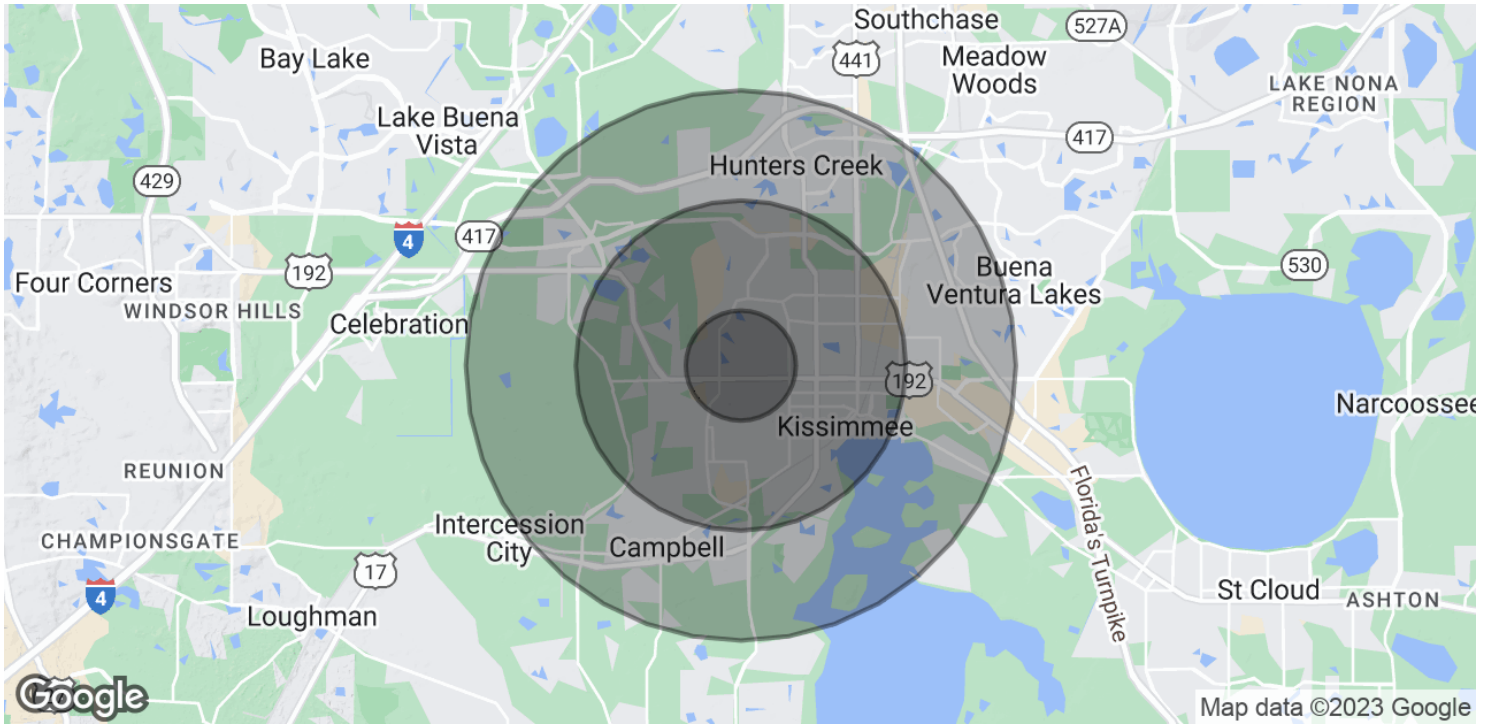 Southchase
527A
Bay Lake
441
Meadow
Woods
LAKE NONA
REGION
Lake Buena
Vista
417
Hunters Creek
429
417
4
Buena
Ventura Lakes
530
192
Four Corners
WINDSOR HILLS
Celebration
192
Narcoossee
Kissimmee
REUNION
Florida's Turnpike
Intercession
City
CHAMPIONSGATE
Campbell
17
4
St Cloud
ASHTON
Loughman
Google
Map data ©2023 Google